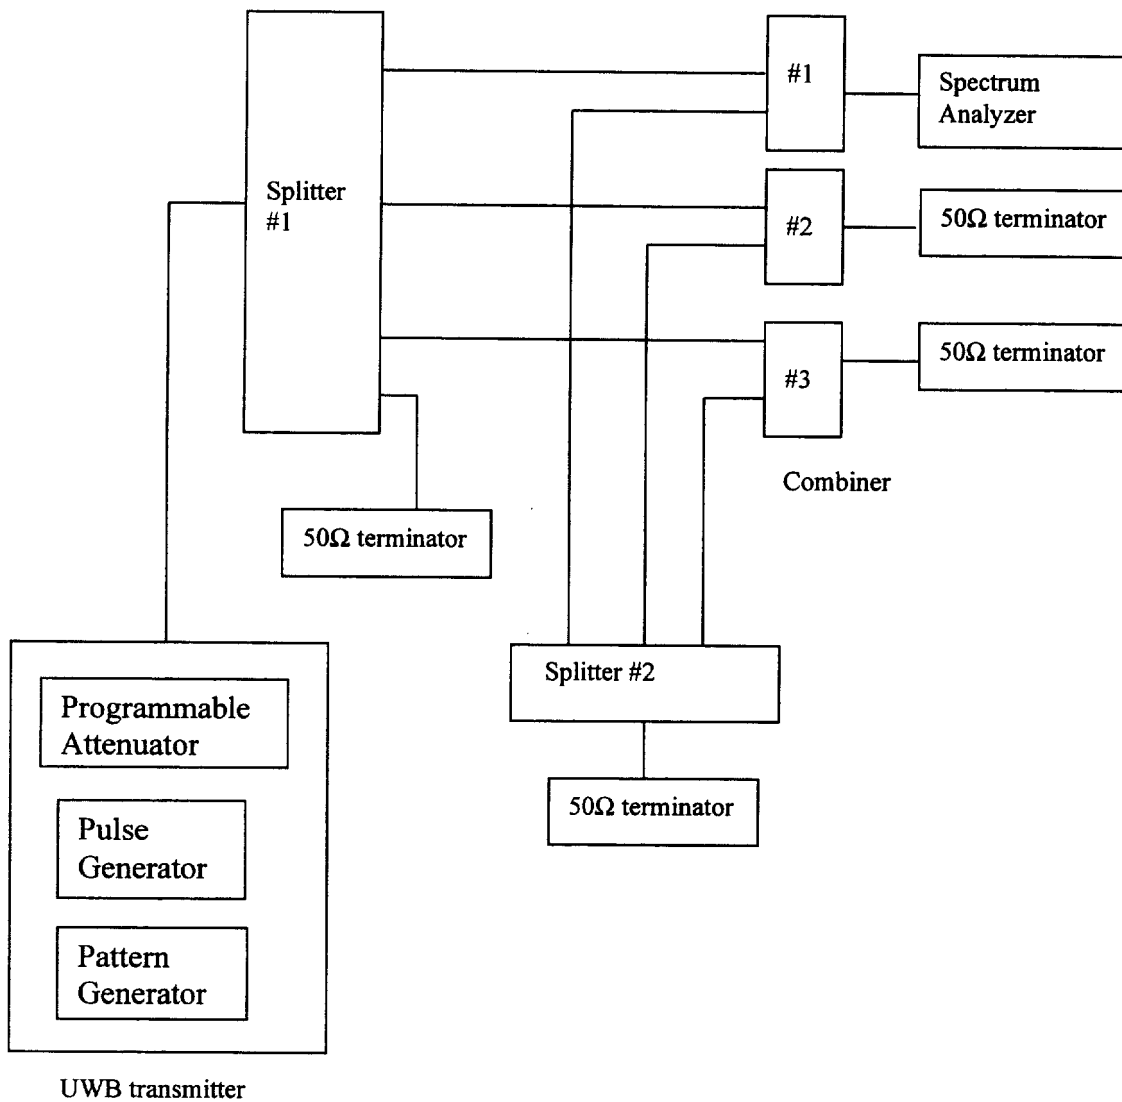 Splitter
#1
#1
Spectrum
Analyzer
#2
50Ω terminator
#3
50Ω terminator
Combiner
50Ω terminator
Splitter #2
50Ω terminator
Programmable
Attenuator
Pulse
Generator
Pattern
Generator
UWB transmitter